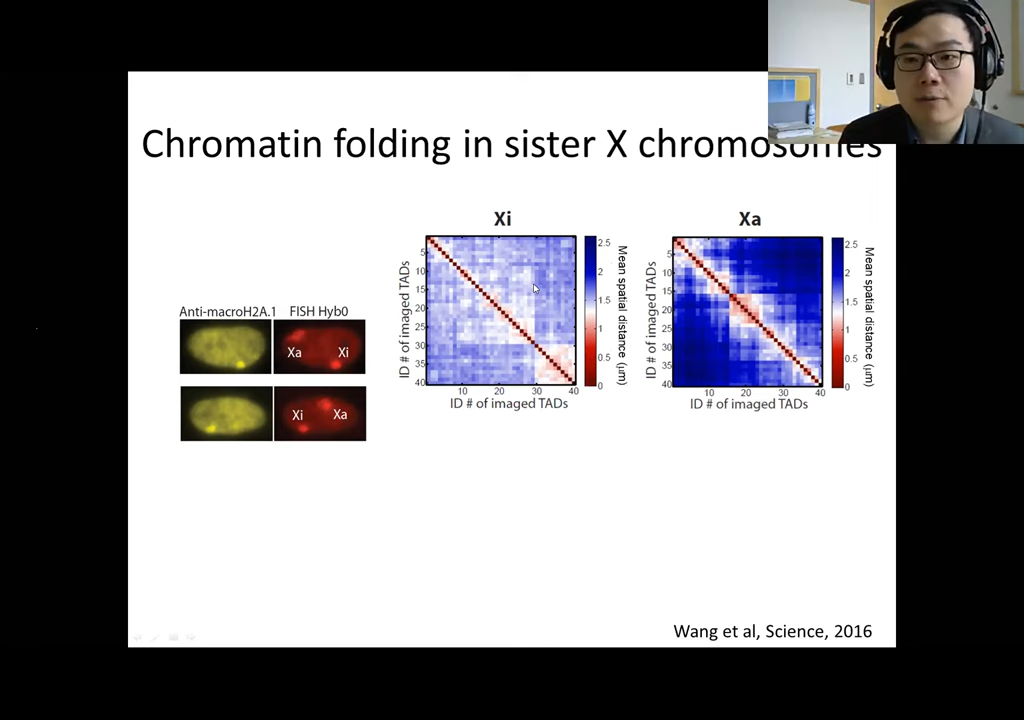 Chromatin folding in sister X chromosomes
Xi
Xa
Anti-macroH2A.1 FISH Hyb0
Xa Xi
Xi Xa
ID # of imaged TADs
5
10
15
20
25
30
35
40
10 20 30 40
ID # of imaged TADs
2.5
2
1.5
1
0.5
0
Mean spatial distance (μm)
ID # of imaged TADs
5
10
15
20
25
30
35
40
10 20 30 40
ID # of imaged TADs
2.5
2
1.5
1
0.5
0
Mean spatial distance (μm)
Wang et al, Science, 2016